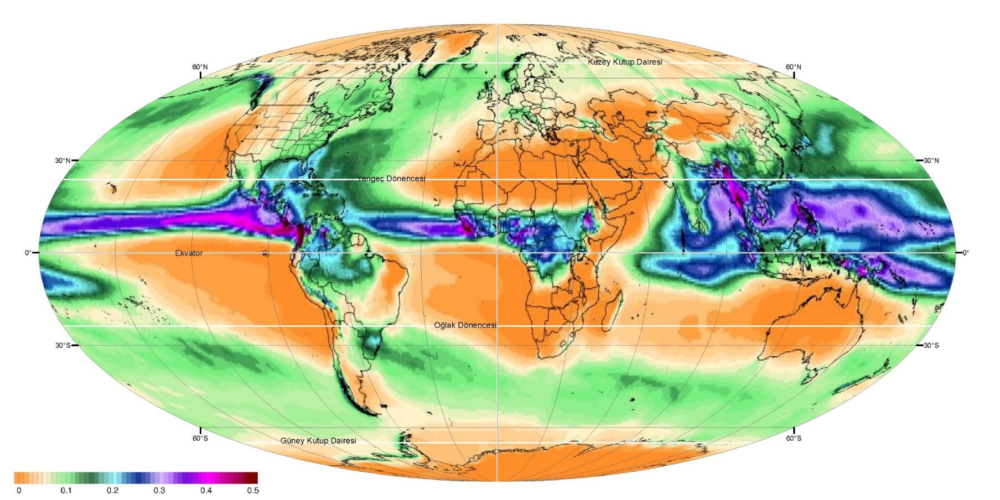 60°N
Kuzey Kutup Dairesi
60°N
30°N
30°N
Yengeç Dönencesi
0°
Ekvator
0°
Oğlak Dönencesi
30°S
30°S
60°S
Güney Kutup Dairesi
60°S
0 0.1 0.2 0.3 0.4 0.5